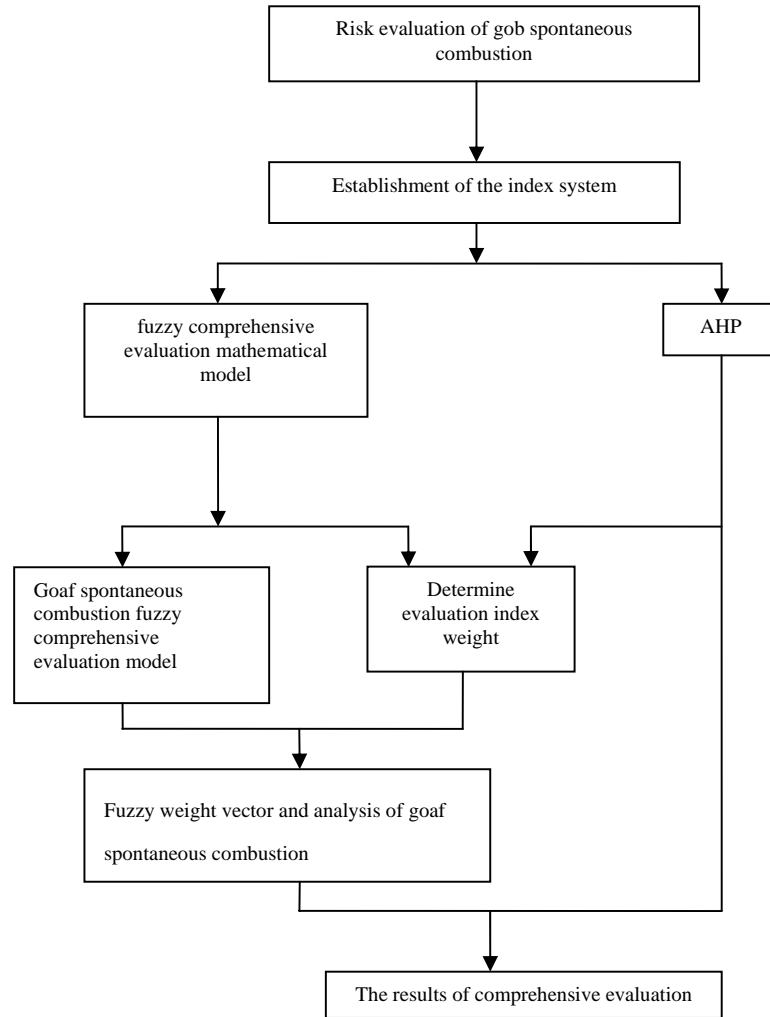 Risk evaluation of gob spontaneous
combustion
Establishment of the index system
fuzzy comprehensive
evaluation mathematical
model
AHP
Goaf spontaneous
combustion fuzzy
comprehensive
evaluation model
Determine
evaluation index
weight
Fuzzy weight vector and analysis of goaf
spontaneous combustion
The results of comprehensive evaluation